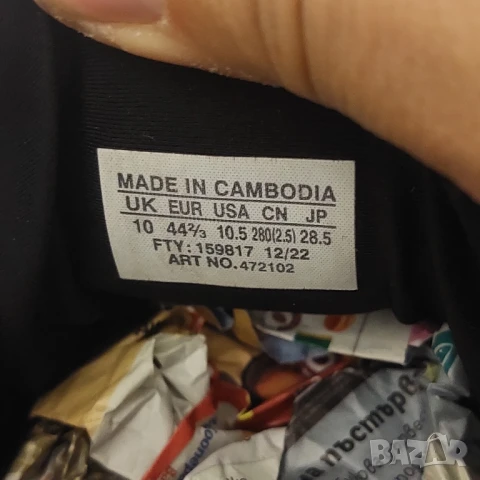 MADE IN CAMBODIA
UK EUR USA CN JP
10 44⅔ 10.5 280(2.5) 28.5
FTY: 159817 12/22
ART NO. 472102
пъстърв
BAZAR